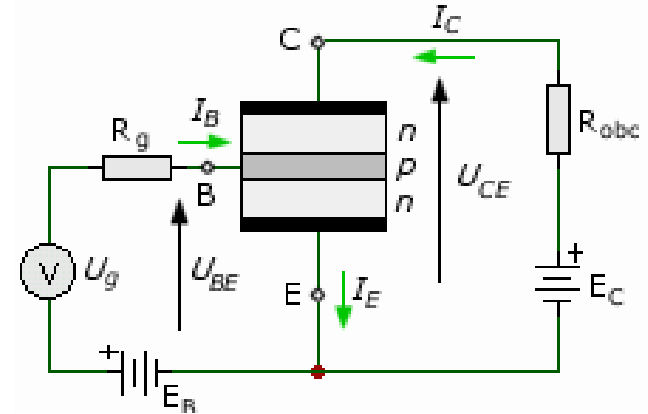 I_C
C
I_B
n
R_g
p
R_obc
B
n
U_CE
+
V
U_g
U_BE
E
I_E
E_C
+
E_B